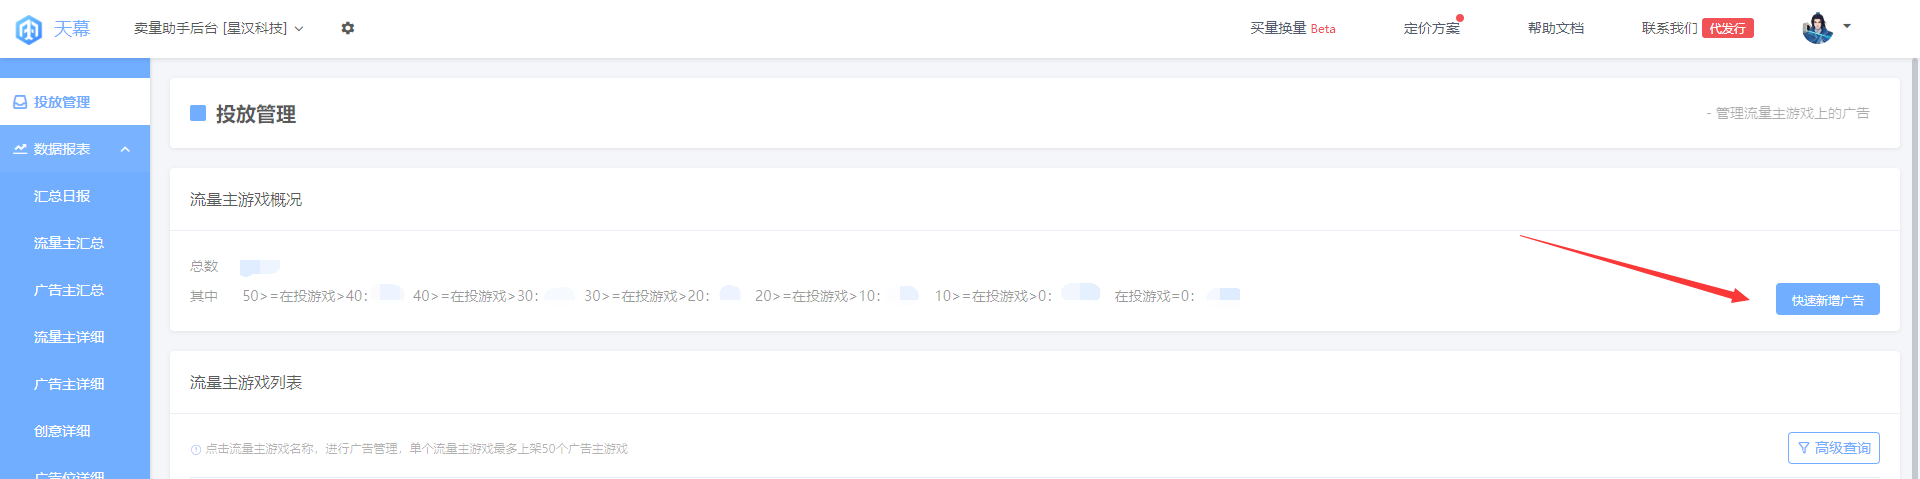 天幕
卖量助手后台 [星汉科技]
买量换量 Beta
定价方案
帮助文档
联系我们 代发行
投放管理
数据报表
汇总日报
流量主汇总
广告主汇总
流量主详细
广告主详细
创意详细
广告位详细
投放管理
- 管理流量主游戏上的广告
流量主游戏概况
总数
其中 50>=在投游戏>40： 40>=在投游戏>30： 30>=在投游戏>20： 20>=在投游戏>10： 10>=在投游戏>0： 在投游戏=0：
快速新增广告
流量主游戏列表
点击流量主游戏名称，进行广告管理，单个流量主游戏最多上架50个广告主游戏
高级查询